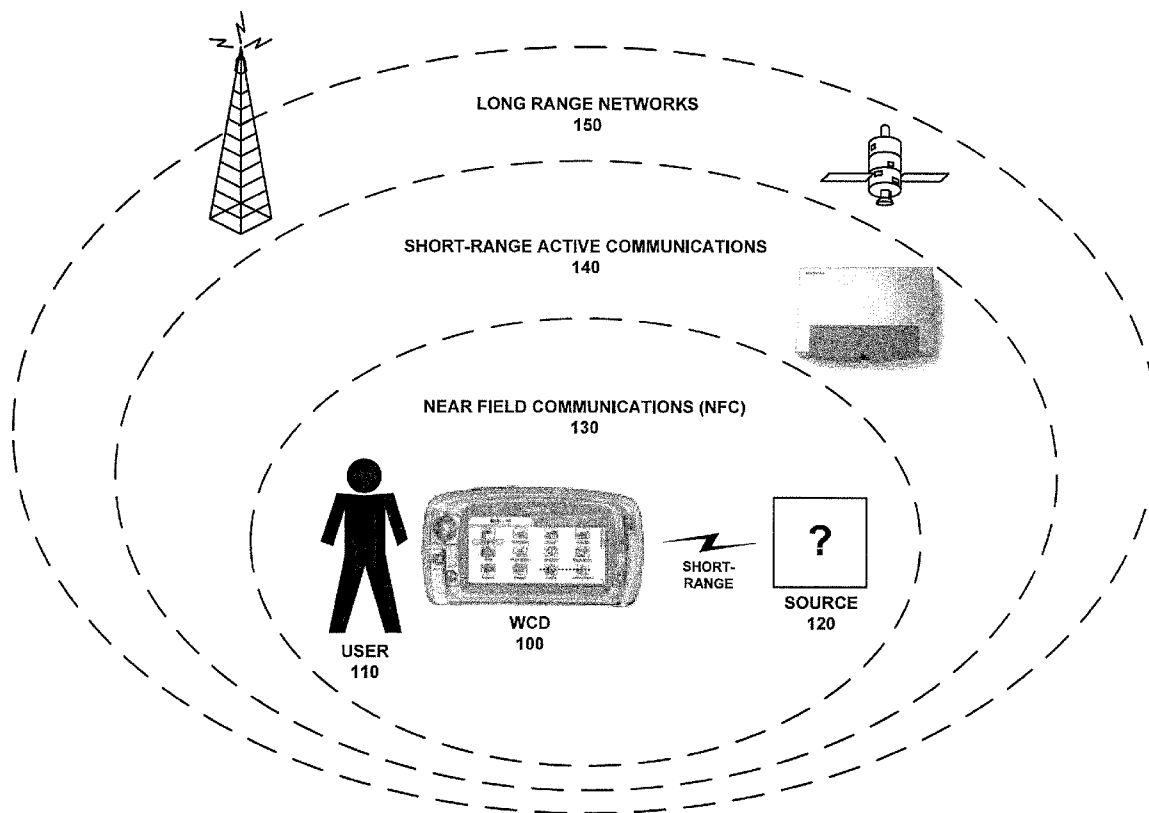 LONG RANGE NETWORKS
150
SHORT-RANGE ACTIVE COMMUNICATIONS
140
NEAR FIELD COMMUNICATIONS (NFC)
130
?
SHORT-
RANGE
SOURCE
120
WCD
100
USER
110